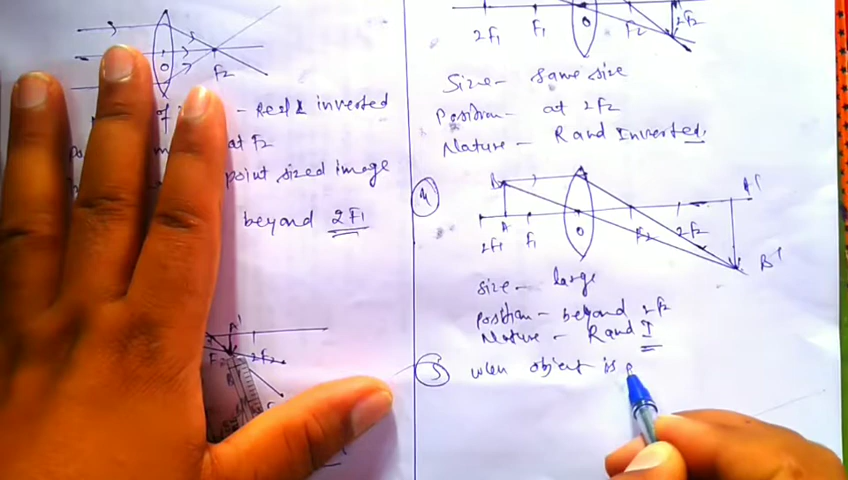 O
F2
- Real & inverted
at F2
point sized image
beyond 2F1
A'
2F2
2F1 F1 O F2 2F2
Size - same size
Position - at 2F2
Nature - R and Inverted.
4
B A'
A O
2F1 F1 F2 2F2
B'
size - large
Position - beyond 2F2
Nature - R and I
5 when object is